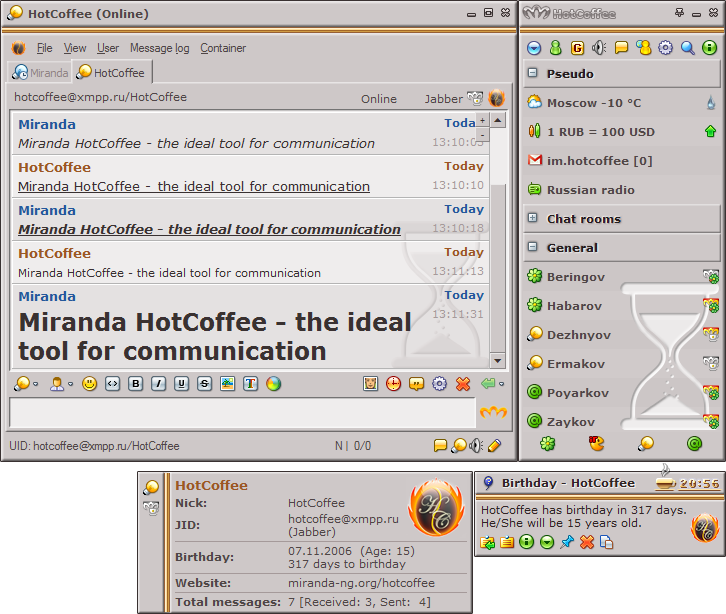 HotCoffee (Online)
File View User Message log Container
Miranda HotCoffee
hotcoffee@xmpp.ru/HotCoffee Online Jabber
Miranda Today
Miranda HotCoffee - the ideal tool for communication 13:10:05
HotCoffee Today
Miranda HotCoffee - the ideal tool for communication 13:10:10
Miranda Today
Miranda HotCoffee - the ideal tool for communication 13:10:18
HotCoffee Today
Miranda HotCoffee - the ideal tool for communication 13:11:13
Miranda Today
Miranda HotCoffee - the ideal 13:11:31
tool for communication
UID: hotcoffee@xmpp.ru/HotCoffee N | 0/0
HotCoffee
Pseudo
Moscow -10 °C
1 RUB = 100 USD
im.hotcoffee [0]
Russian radio
Chat rooms
General
Beringov
Habarov
Dezhnyov
Ermakov
Poyarkov
Zaykov
HotCoffee
Nick: HotCoffee
JID: hotcoffee@xmpp.ru
(Jabber)
Birthday: 07.11.2006 (Age: 15)
317 days to birthday
Website: miranda-ng.org/hotcoffee
Total messages: 7 [Received: 3, Sent: 4]
Birthday - HotCoffee 20:56
HotCoffee has birthday in 317 days.
He/She will be 15 years old.